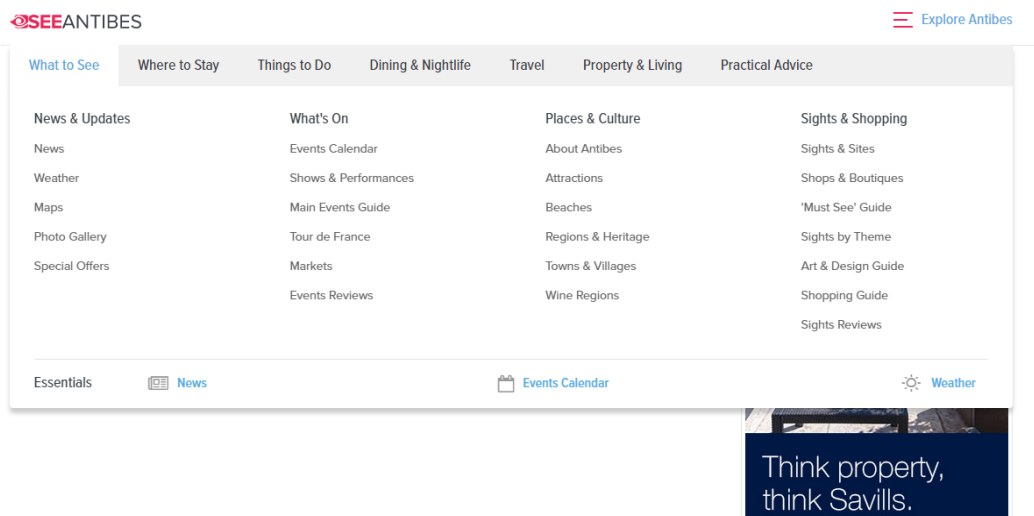 SEEANTIBES
Explore Antibes
What to See
Where to Stay
Things to Do
Dining & Nightlife
Travel
Property & Living
Practical Advice
News & Updates
News
Weather
Maps
Photo Gallery
Special Offers
What's On
Events Calendar
Shows & Performances
Main Events Guide
Tour de France
Markets
Events Reviews
Places & Culture
About Antibes
Attractions
Beaches
Regions & Heritage
Towns & Villages
Wine Regions
Sights & Shopping
Sights & Sites
Shops & Boutiques
'Must See' Guide
Sights by Theme
Art & Design Guide
Shopping Guide
Sights Reviews
Essentials
News
Events Calendar
Weather
Think property,
think Savills.